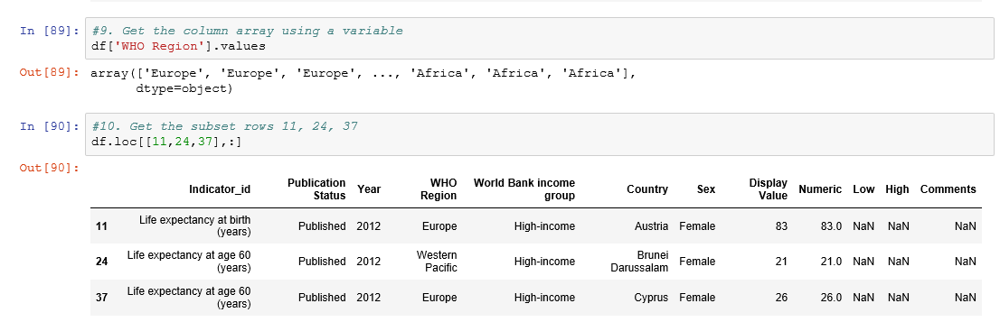 In [89]: #9. Get the column array using a variable
df['WHO Region'].values
Out[89]: array(['Europe', 'Europe', 'Europe', ..., 'Africa', 'Africa', 'Africa'],
dtype=object)
In [90]: #10. Get the subset rows 11, 24, 37
df.loc[[11,24,37],:]
Out[90]:
Indicator_id Publication Status Year WHO Region World Bank income group Country Sex Display Value Numeric Low High Comments
11 Life expectancy at birth (years) Published 2012 Europe High-income Austria Female 83 83.0 NaN NaN NaN
24 Life expectancy at age 60 (years) Published 2012 Western Pacific High-income Brunei Darussalam Female 21 21.0 NaN NaN NaN
37 Life expectancy at age 60 (years) Published 2012 Europe High-income Cyprus Female 26 26.0 NaN NaN NaN